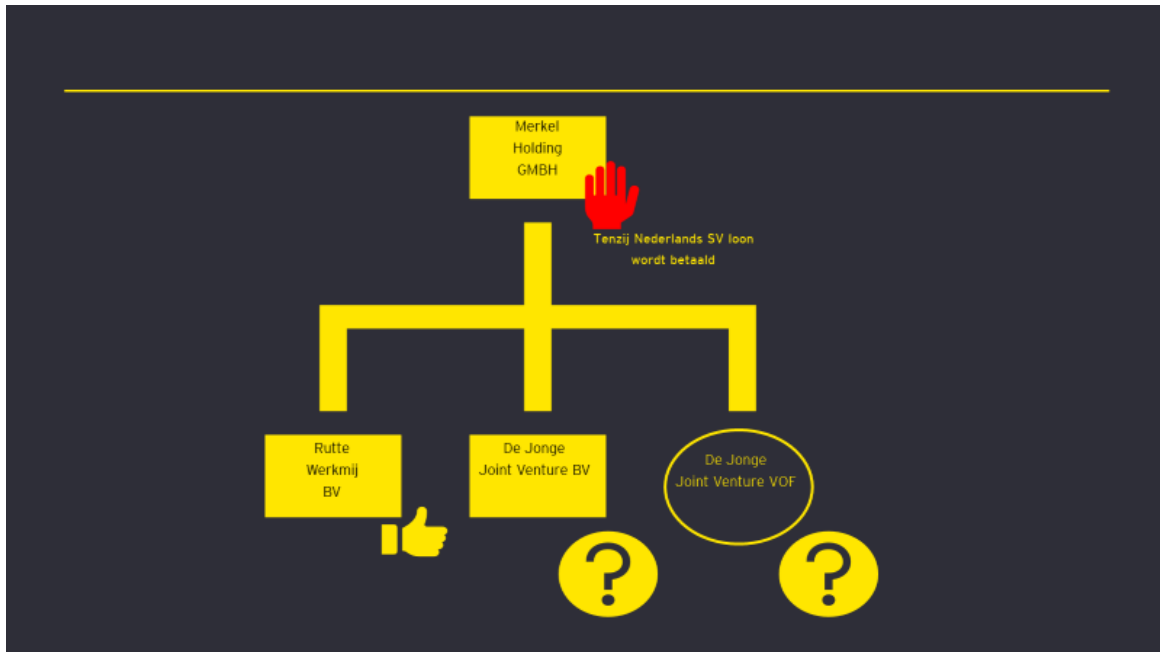 Merkel
Holding
GMBH
Tenzij Nederlands SV loon
wordt betaald
Rutte
Werkmij
BV
De Jonge
Joint Venture BV
De Jonge
Joint Venture VOF
?
?